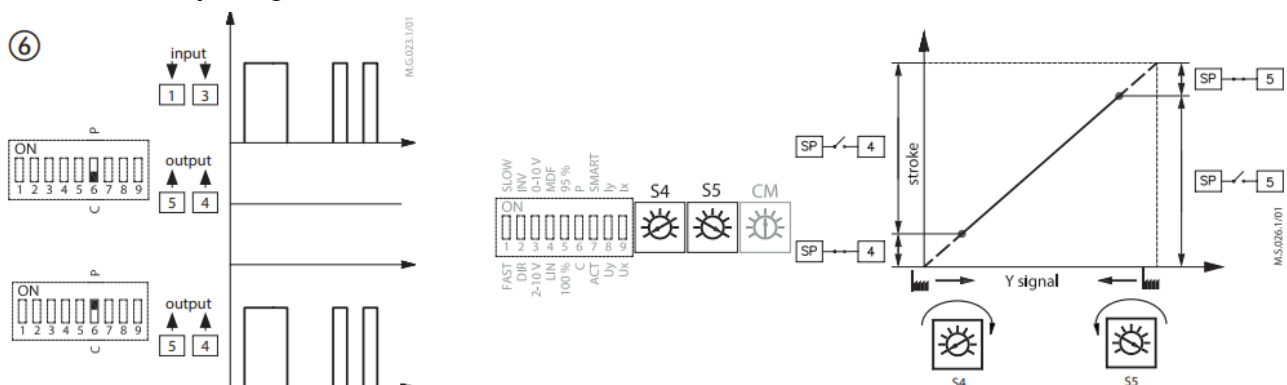 6
input
1 3
M.G.023.1/01
P
ON
1 2 3 4 5 6 7 8 9
C
output
5 4
P
ON
1 2 3 4 5 6 7 8 9
C
output
5 4
SLOW INV 0-10 V MDF 95 % P SMART Iy Ix
ON
1 2 3 4 5 6 7 8 9
FAST DIR 2-10 V LIN 100 % C ACT Uy Ux
S4 S5 CM
SP 4
SP 4
stroke
Y signal
SP 5
SP 5
M.S.026.1/01
S4 S5